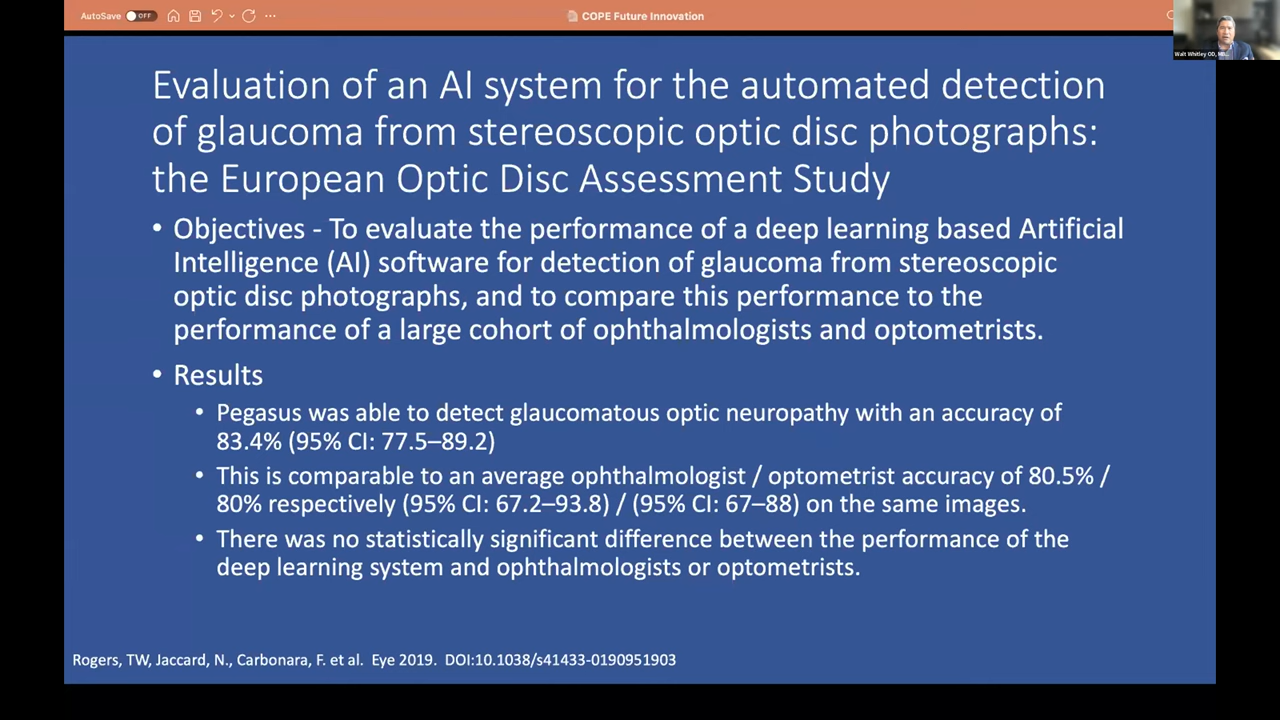 AutoSave OFF
COPE Future Innovation
Walt Whitley OD,
Evaluation of an AI system for the automated detection
of glaucoma from stereoscopic optic disc photographs:
the European Optic Disc Assessment Study
• Objectives - To evaluate the performance of a deep learning based Artificial
Intelligence (AI) software for detection of glaucoma from stereoscopic
optic disc photographs, and to compare this performance to the
performance of a large cohort of ophthalmologists and optometrists.
• Results
• Pegasus was able to detect glaucomatous optic neuropathy with an accuracy of
83.4% (95% CI: 77.5–89.2)
• This is comparable to an average ophthalmologist / optometrist accuracy of 80.5% /
80% respectively (95% CI: 67.2–93.8) / (95% CI: 67–88) on the same images.
• There was no statistically significant difference between the performance of the
deep learning system and ophthalmologists or optometrists.
Rogers, TW, Jaccard, N., Carbonara, F. et al. Eye 2019. DOI:10.1038/s41433-0190951903